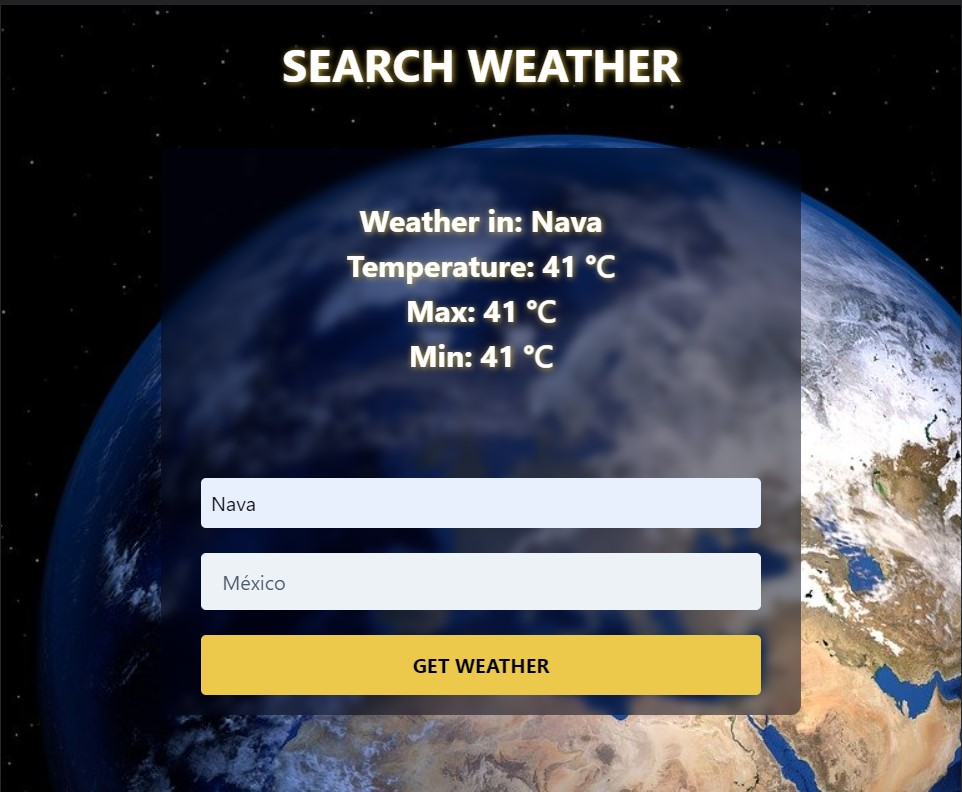 SEARCH WEATHER
Weather in: Nava
Temperature: 41 °C
Max: 41 °C
Min: 41 °C
Nava
México
GET WEATHER